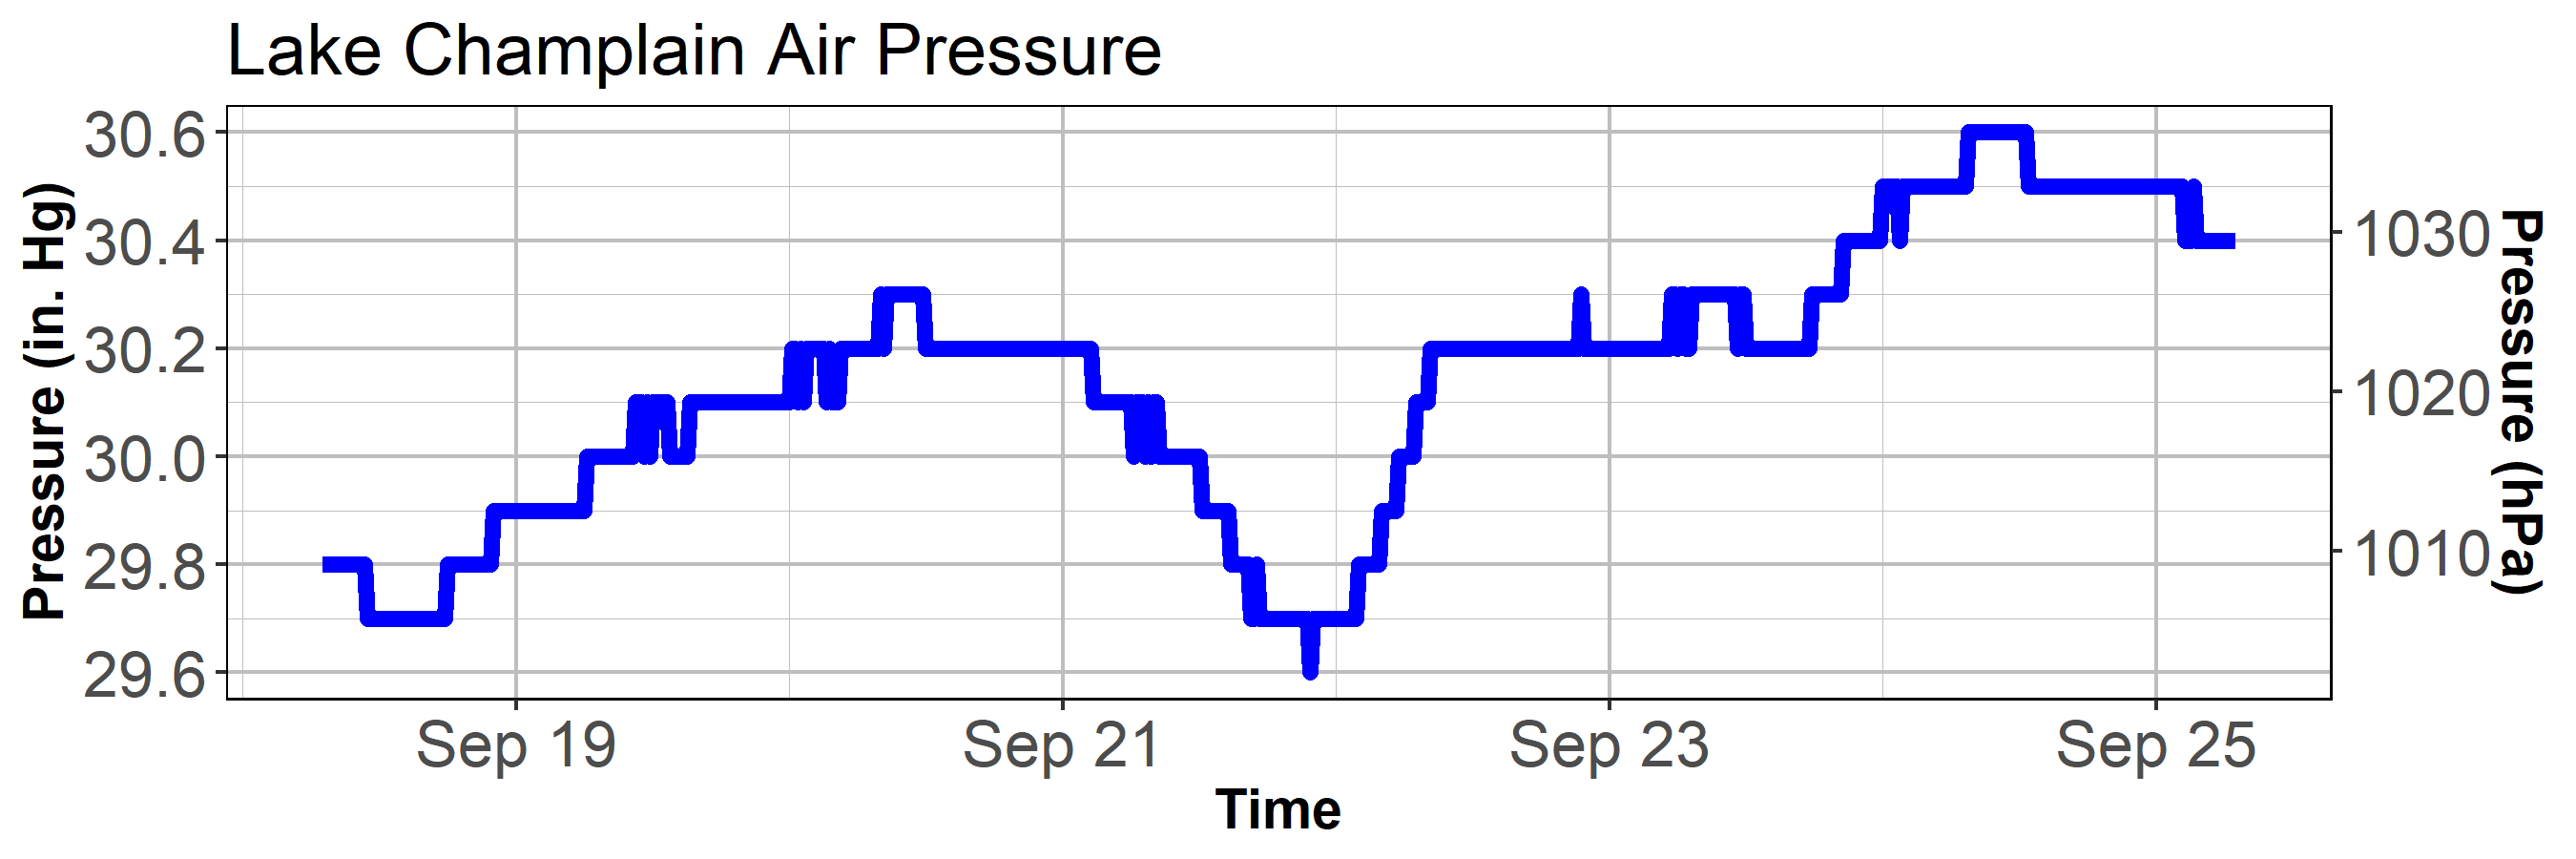 Lake Champlain Air Pressure
Pressure (in. Hg)
30.6
30.4
30.2
30.0
29.8
29.6
1030
1020
1010
Pressure (hPa)
Sep 19
Sep 21
Sep 23
Sep 25
Time